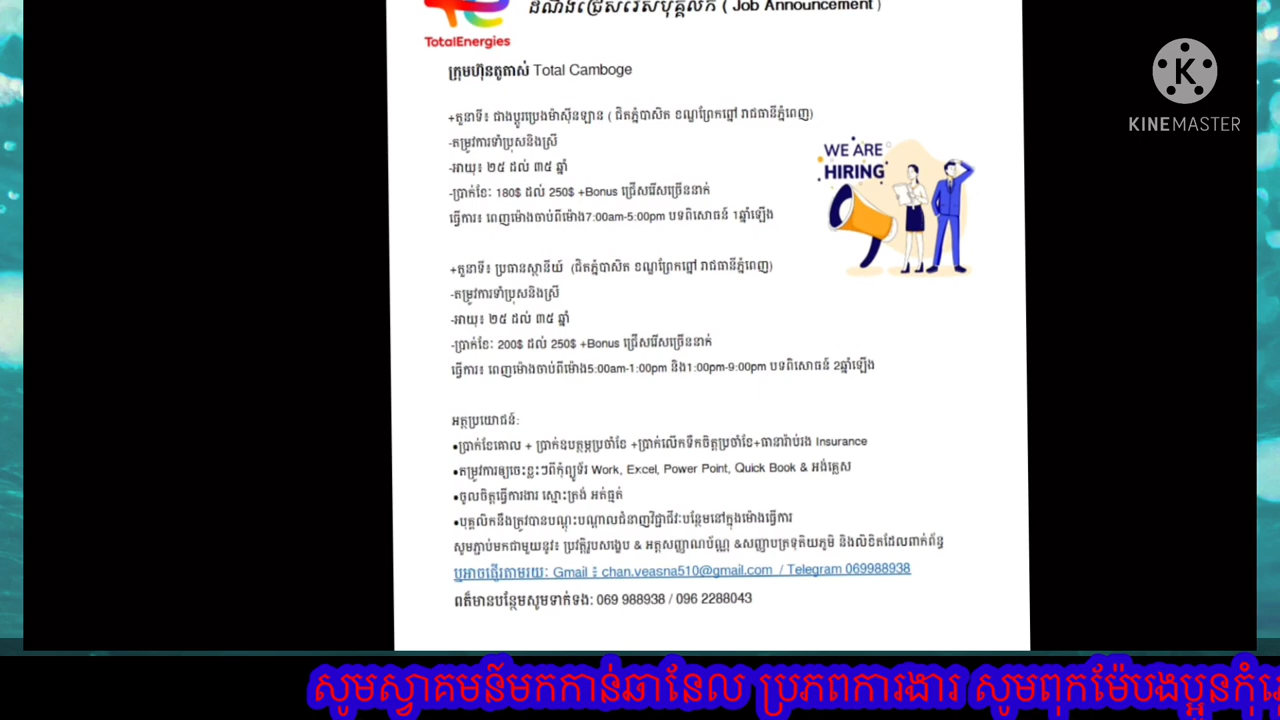 ដំណឹងជ្រើសរើសបុគ្គលិក ( Job Announcement )
TotalEnergies
ក្រុមហ៊ុនតូតាល់ Total Camboge
KINEMASTER
+តួនាទី៖ ជាងប្តូរប្រេងម៉ាស៊ីនឡាន ( ជិតភ្នំបាសិត ខណ្ឌព្រែកព្នៅ រាជធានីភ្នំពេញ)
-តម្រូវការទាំប្រុសនិងស្រី
-អាយុ៖ ២៥ ដល់ ៣៥ ឆ្នាំ
-ប្រាក់ខែៈ 180$ ដល់ 250$ +Bonus ជ្រើសរើសច្រើននាក់
ធ្វើការ៖ ពេញម៉ោងចាប់ពីម៉ោង7:00am-5:00pm បទពិសោធន៍ 1ឆ្នាំឡើង
WE ARE
HIRING
+តួនាទី៖ ប្រធានស្ថានីយ៍ (ជិតភ្នំបាសិត ខណ្ឌព្រែកព្នៅ រាជធានីភ្នំពេញ)
-តម្រូវការទាំប្រុសនិងស្រី
-អាយុ៖ ២៥ ដល់ ៣៥ ឆ្នាំ
-ប្រាក់ខែៈ 200$ ដល់ 250$ +Bonus ជ្រើសរើសច្រើននាក់
ធ្វើការ៖ ពេញម៉ោងចាប់ពីម៉ោង5:00am-1:00pm និង1:00pm-9:00pm បទពិសោធន៍ 2ឆ្នាំឡើង
អត្ថប្រយោជន៍:
•ប្រាក់ខែគោល + ប្រាក់ឧបត្ថម្ភប្រចាំខែ +ប្រាក់លើកទឹកចិត្តប្រចាំខែ+ធានារ៉ាប់រង Insurance
•តម្រូវការឲ្យចេះខ្លះៗពីកុំព្យូទ័រ Work, Excel, Power Point, Quick Book & អង់គ្លេស
•ចូលចិត្តធ្វើការងារ ស្មោះត្រង់ អត់ធ្មត់
•បុគ្គលិកនឹងត្រូវបានបណ្តុះបណ្តាលជំនាញវិជ្ជាជីវៈបន្ថែមនៅក្នុងម៉ោងធ្វើការ
សូមភ្ជាប់មកជាមួយនូវ៖ ប្រវត្តិរូបសង្ខេប & អត្តសញ្ញាណប័ណ្ណ &សញ្ញាបត្រទុតិយភូមិ និងលិខិតដែលពាក់ព័ន្ធ
ឬអាចផ្ញើរតាមរយៈ Gmail ៖ chan.veasna510@gmail.com / Telegram 069988938
ពត៌មានបន្ថែមសូមទាក់ទង: 069 988938 / 096 2288043
សូមស្វាគមន៍មកកាន់ឆានែល ប្រភពការងារ សូមពុកម៉ែបងប្អូនកុំ